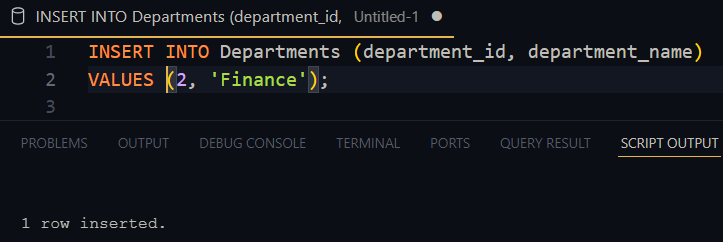 INSERT INTO Departments (department_id, Untitled-1
1 INSERT INTO Departments (department_id, department_name)
2 VALUES (2, 'Finance');
3
PROBLEMS OUTPUT DEBUG CONSOLE TERMINAL PORTS QUERY RESULT SCRIPT OUTPUT
1 row inserted.